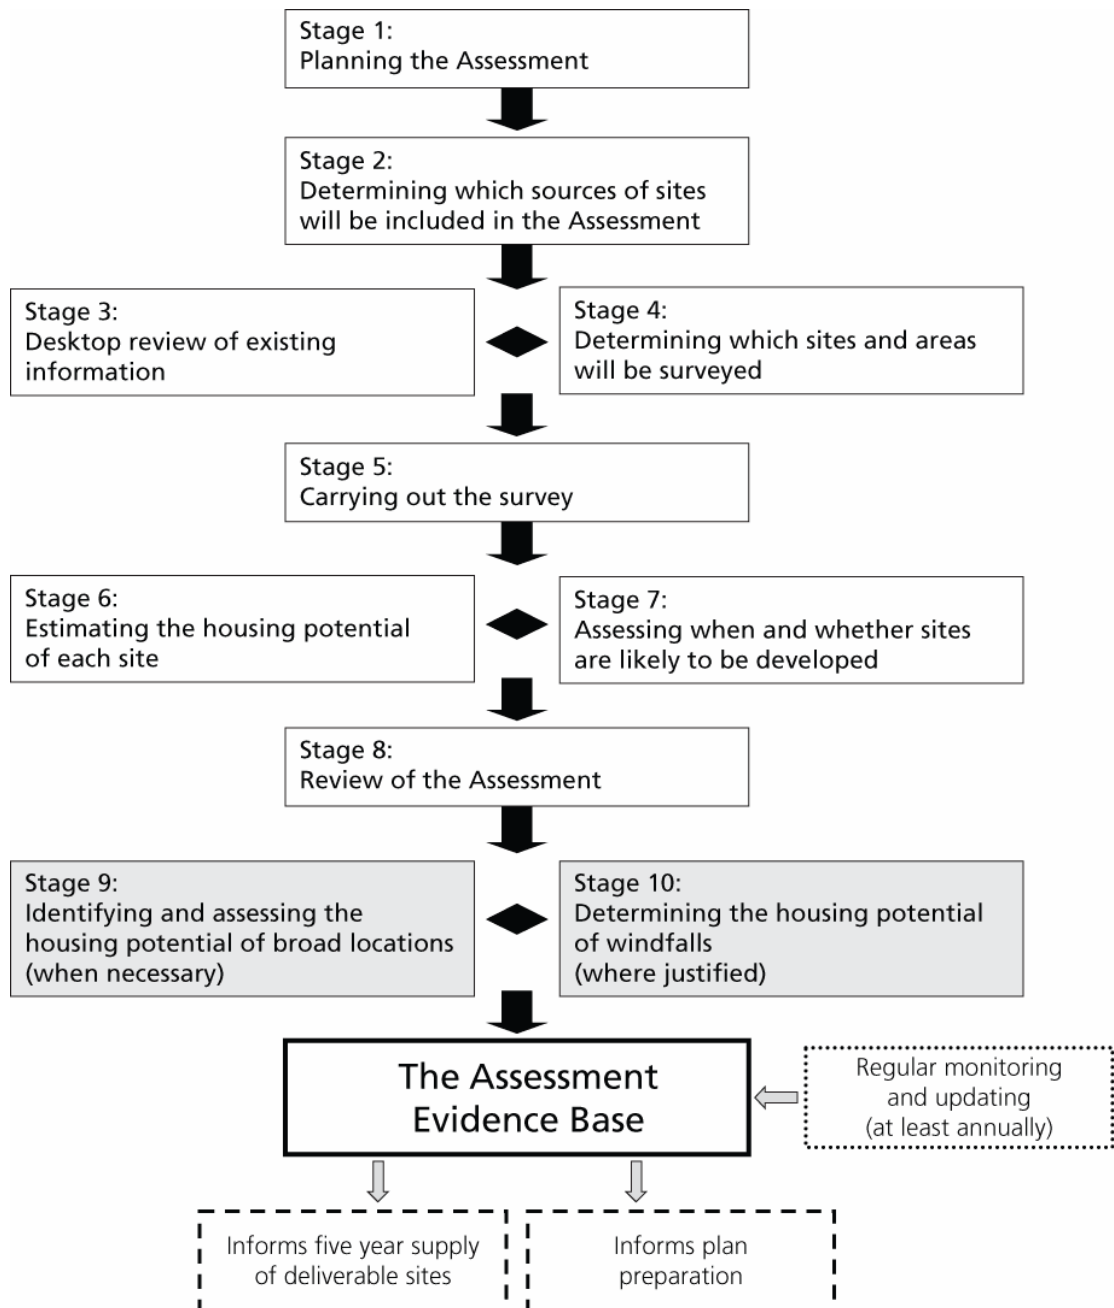 Stage 1:
Planning the Assessment
Stage 2:
Determining which sources of sites
will be included in the Assessment
Stage 3:
Desktop review of existing
information
Stage 4:
Determining which sites and areas
will be surveyed
Stage 5:
Carrying out the survey
Stage 6:
Estimating the housing potential
of each site
Stage 7:
Assessing when and whether sites
are likely to be developed
Stage 8:
Review of the Assessment
Stage 9:
Identifying and assessing the
housing potential of broad locations
(when necessary)
Stage 10:
Determining the housing potential
of windfalls
(where justified)
The Assessment
Evidence Base
Regular monitoring
and updating
(at least annually)
Informs five year supply
of deliverable sites
Informs plan
preparation